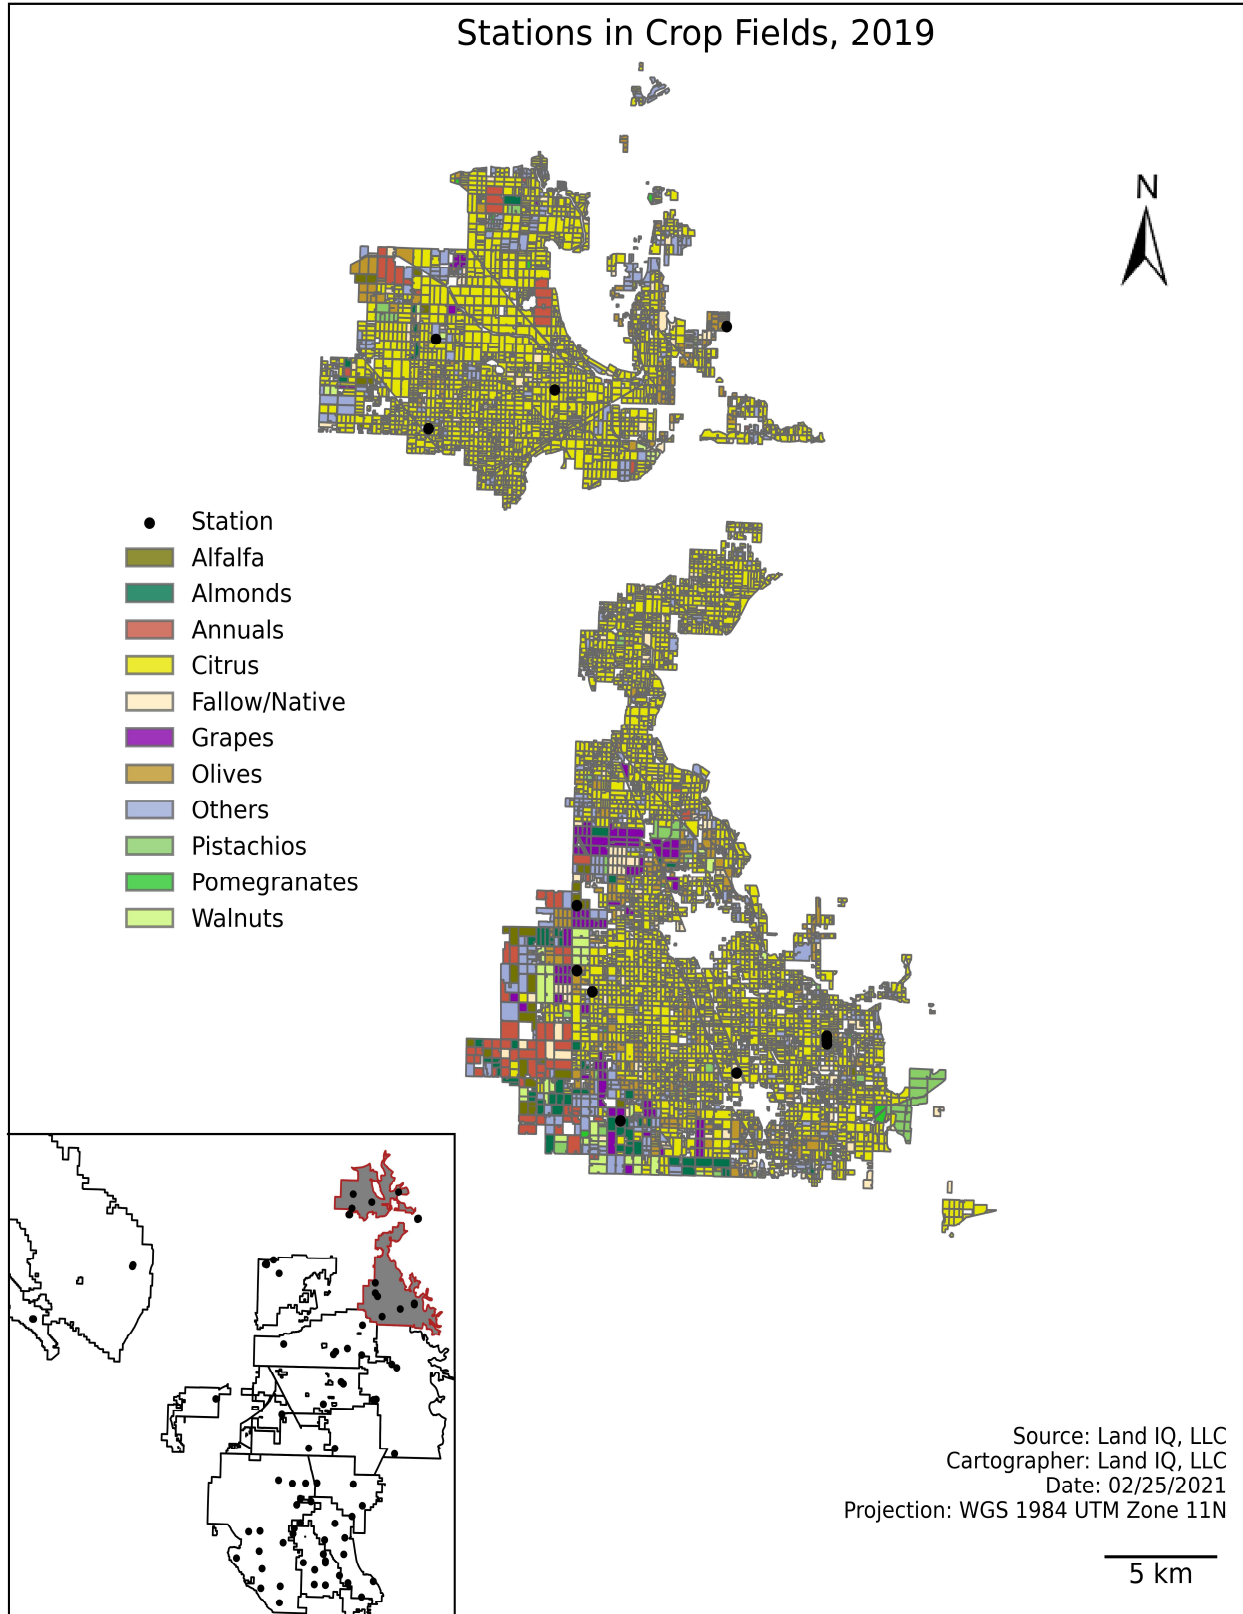 Stations in Crop Fields, 2019
N
Station
Alfalfa
Almonds
Annuals
Citrus
Fallow/Native
Grapes
Olives
Others
Pistachios
Pomegranates
Walnuts
Source: Land IQ, LLC
Cartographer: Land IQ, LLC
Date: 02/25/2021
Projection: WGS 1984 UTM Zone 11N
5 km